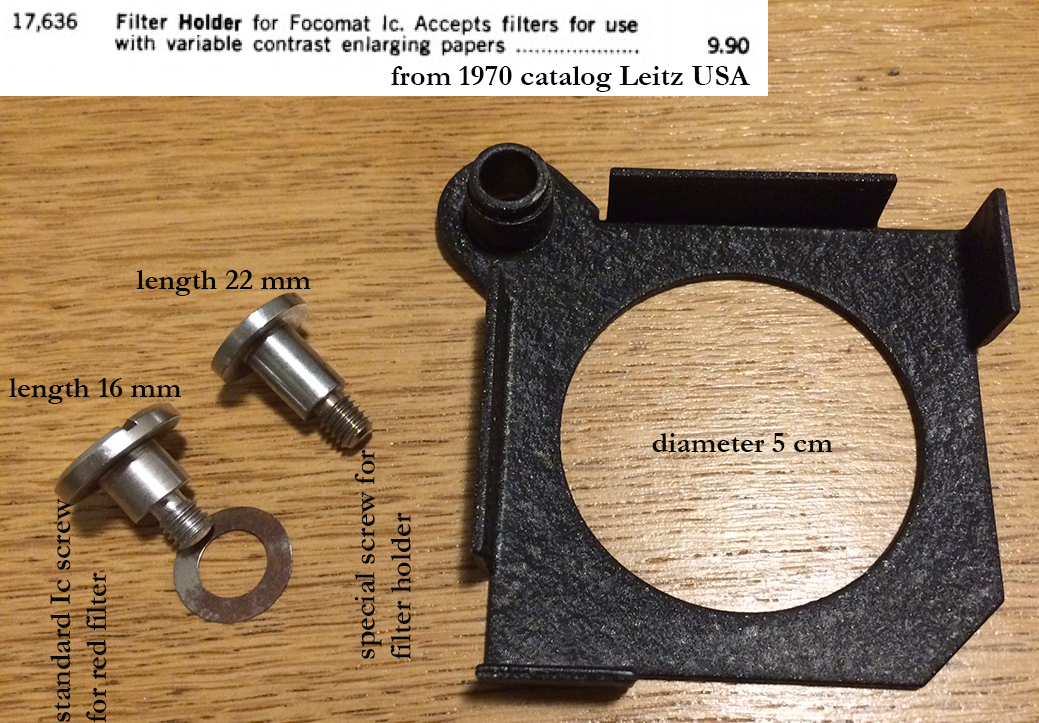 17,636 Filter Holder for Focomat Ic. Accepts filters for use
with variable contrast enlarging papers .................... 9.90
from 1970 catalog Leitz USA
length 22 mm
length 16 mm
diameter 5 cm
standard Ic screw
for red filter
special screw for
filter holder